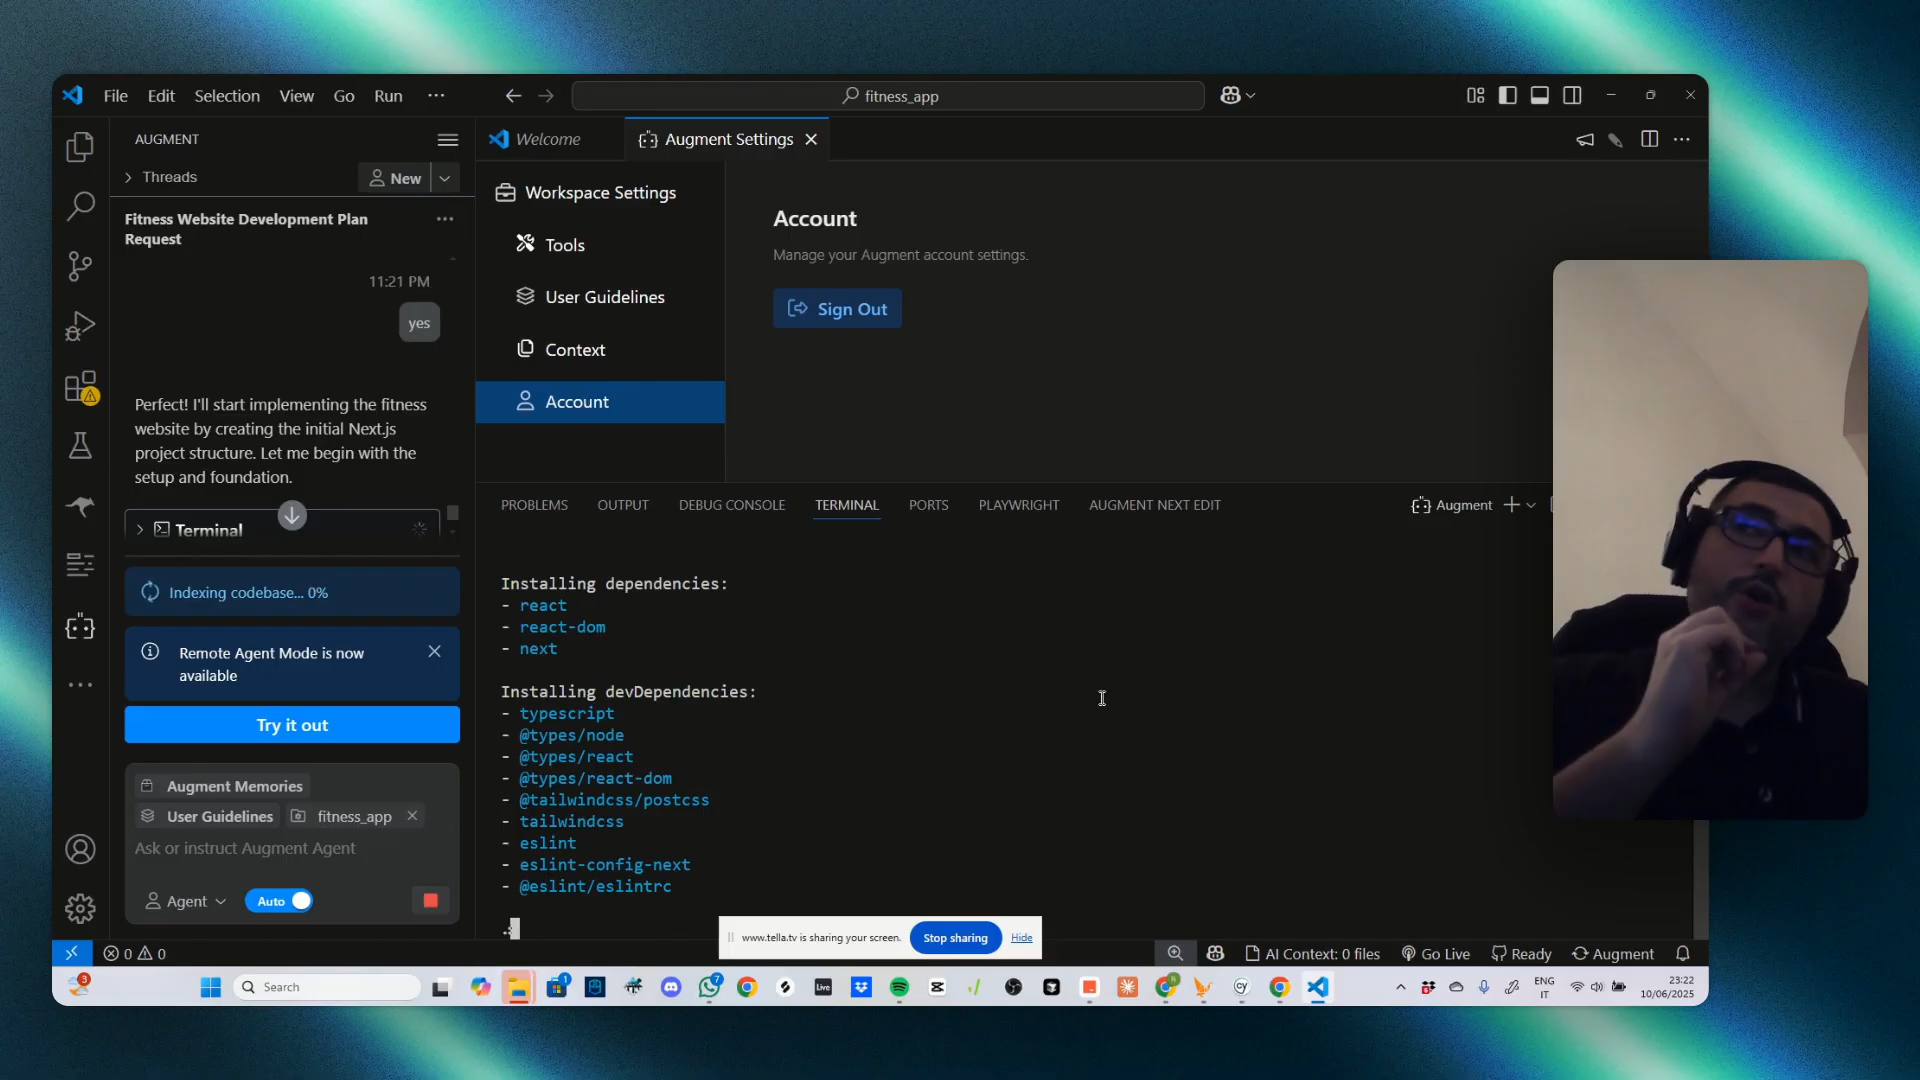 File Edit Selection View Go Run ...
fitness_app
AUGMENT
Threads
New
Fitness Website Development Plan
Request
11:21 PM
yes
Perfect! I'll start implementing the fitness
website by creating the initial Next.js
project structure. Let me begin with the
setup and foundation.
Terminal
Indexing codebase... 0%
Remote Agent Mode is now
available
Try it out
Augment Memories
User Guidelines fitness_app
Ask or instruct Augment Agent
Agent Auto
Welcome Augment Settings
Workspace Settings
Tools
User Guidelines
Context
Account
Account
Manage your Augment account settings.
Sign Out
PROBLEMS OUTPUT DEBUG CONSOLE TERMINAL PORTS PLAYWRIGHT AUGMENT NEXT EDIT
Augment
Installing dependencies:
- react
- react-dom
- next
Installing devDependencies:
- typescript
- @types/node
- @types/react
- @types/react-dom
- @tailwindcss/postcss
- tailwindcss
- eslint
- eslint-config-next
- @eslint/eslintrc
www.tella.tv is sharing your screen. Stop sharing Hide
0 0
AI Context: 0 files Go Live Ready Augment
3
Search
1
7
Live
ENG
IT
23:22
10/06/2025